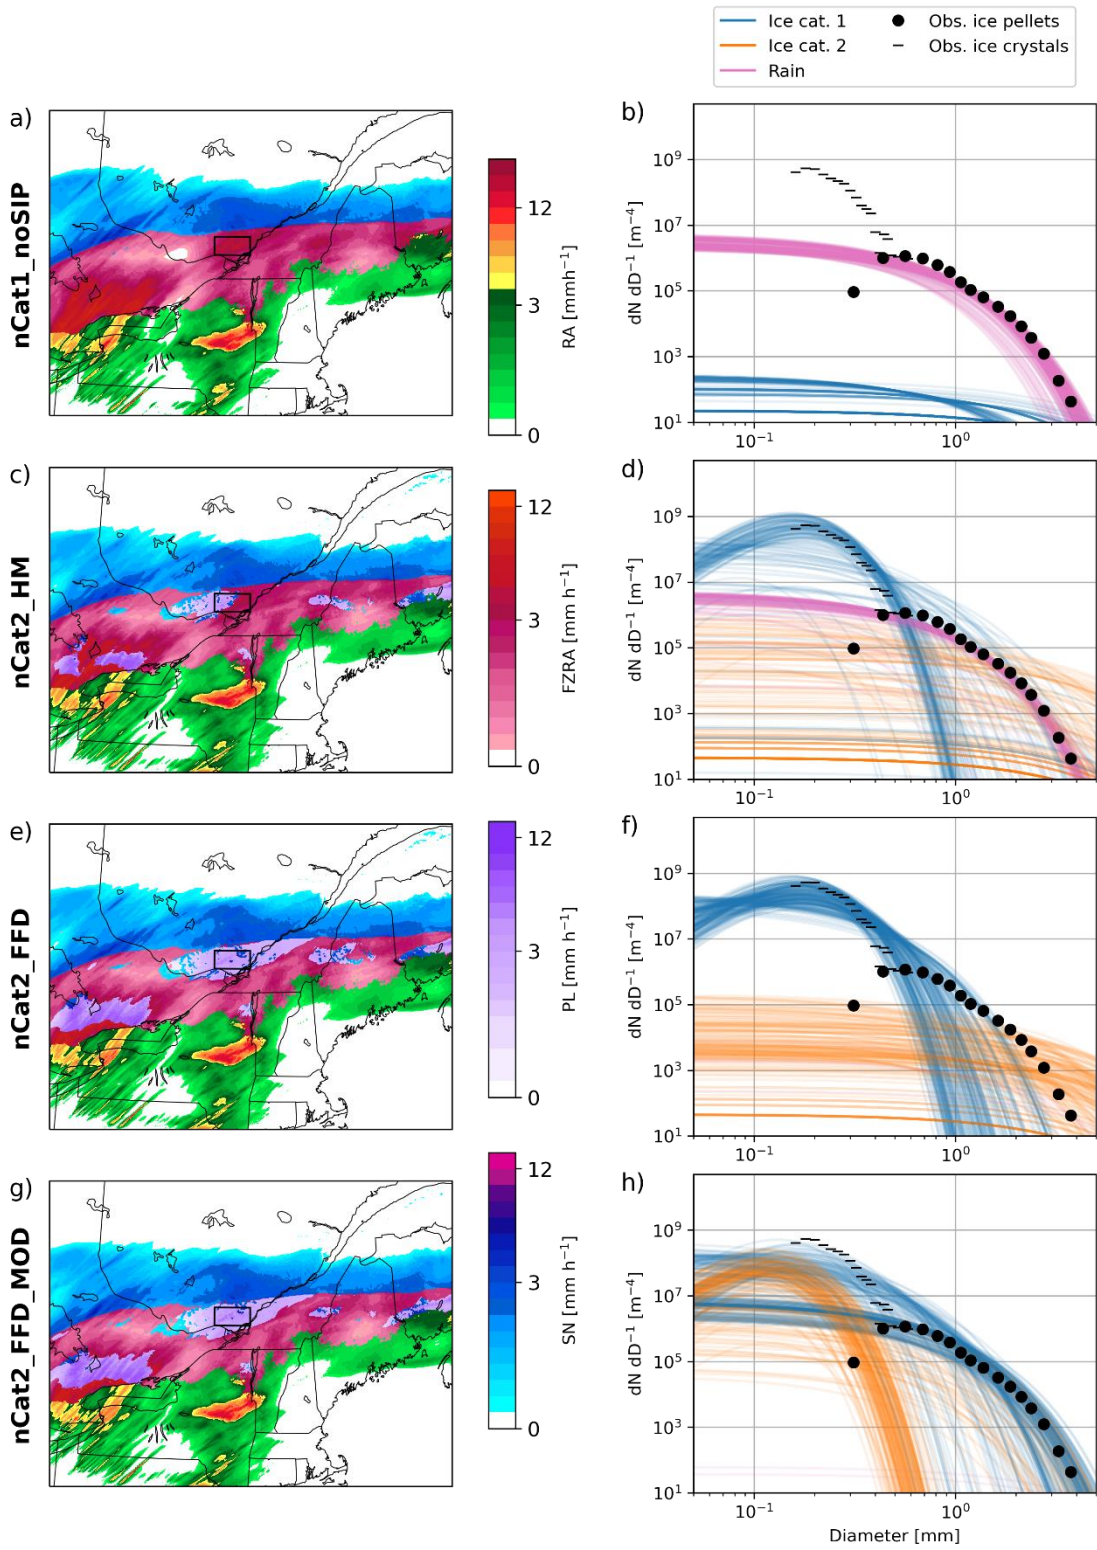 Ice cat. 1
Ice cat. 2
Rain
Obs. ice pellets
Obs. ice crystals
a)
nCat1_noSIP
12
3
0
RA [mmh⁻¹]
b)
10⁹
10⁷
10⁵
10³
10¹
dN dD⁻¹ [m⁻⁴]
10⁻¹
10⁰
c)
nCat2_HM
12
3
0
FZRA [mm h⁻¹]
d)
10⁹
10⁷
10⁵
10³
10¹
dN dD⁻¹ [m⁻⁴]
10⁻¹
10⁰
e)
nCat2_FFD
12
3
0
PL [mm h⁻¹]
f)
10⁹
10⁷
10⁵
10³
10¹
dN dD⁻¹ [m⁻⁴]
10⁻¹
10⁰
g)
nCat2_FFD_MOD
12
3
0
SN [mm h⁻¹]
h)
10⁹
10⁷
10⁵
10³
10¹
dN dD⁻¹ [m⁻⁴]
10⁻¹
10⁰
Diameter [mm]